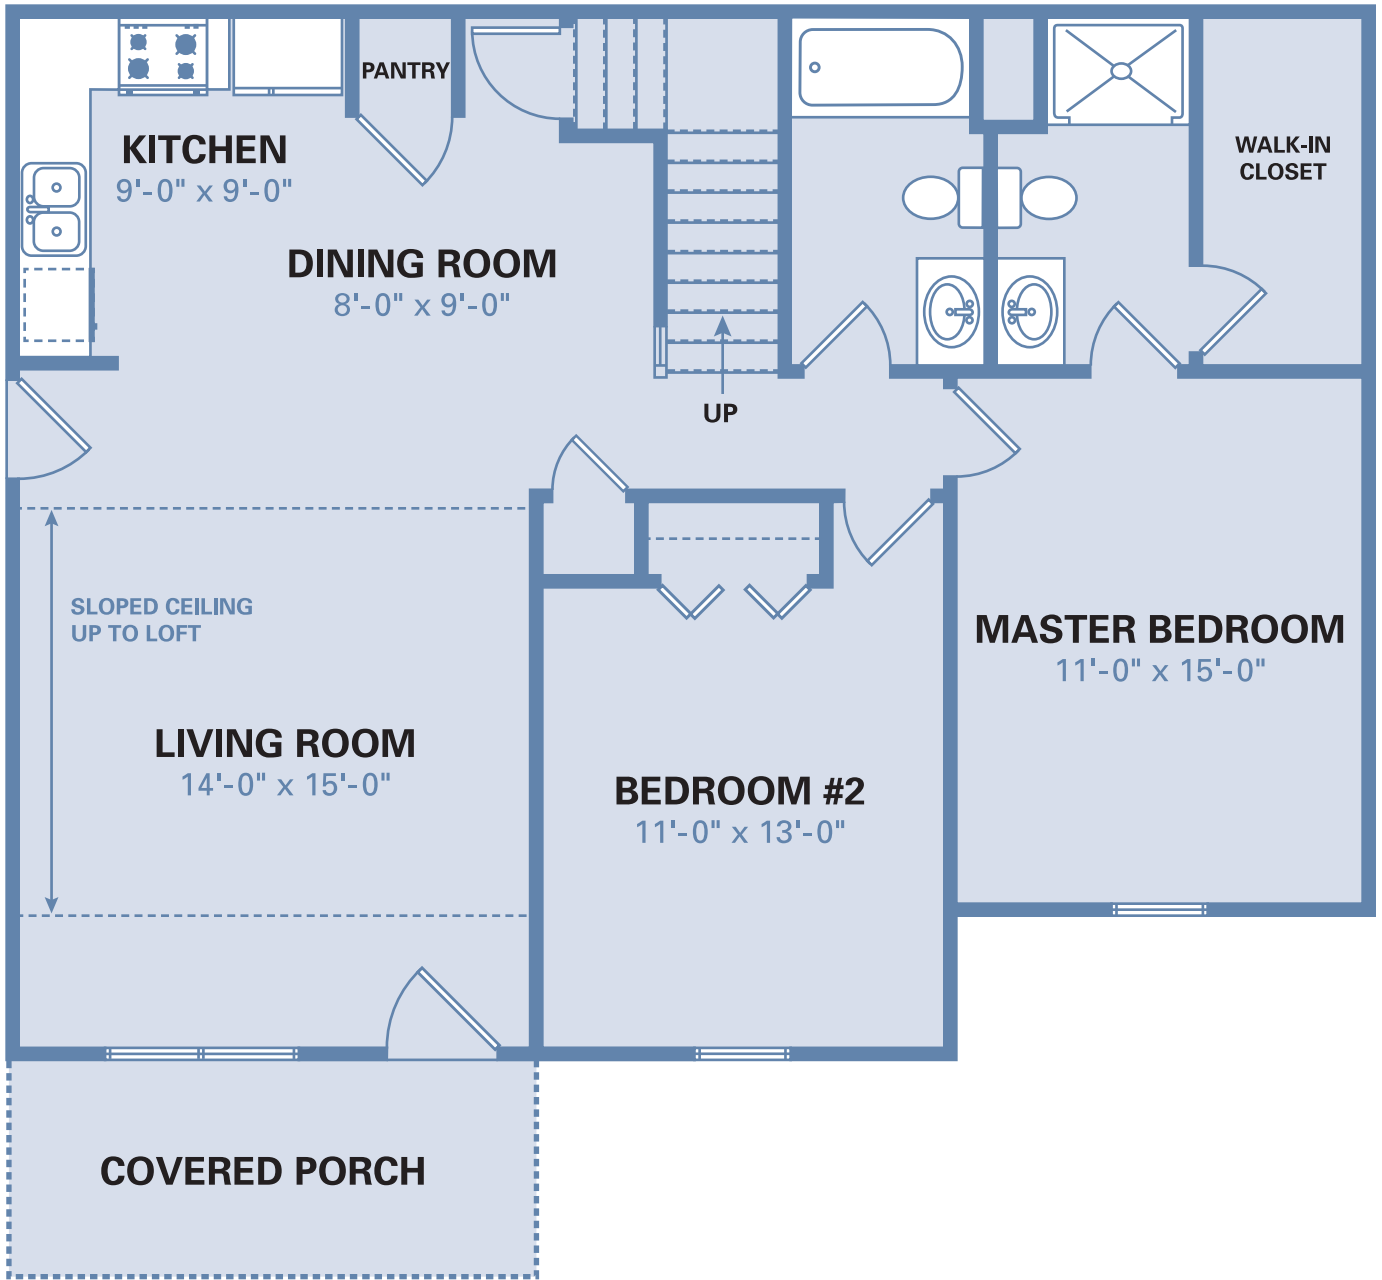 PANTRY
KITCHEN
9'-0" x 9'-0"
WALK-IN
CLOSET
DINING ROOM
8'-0" x 9'-0"
UP
SLOPED CEILING
UP TO LOFT
MASTER BEDROOM
11'-0" x 15'-0"
LIVING ROOM
14'-0" x 15'-0"
BEDROOM #2
11'-0" x 13'-0"
COVERED PORCH